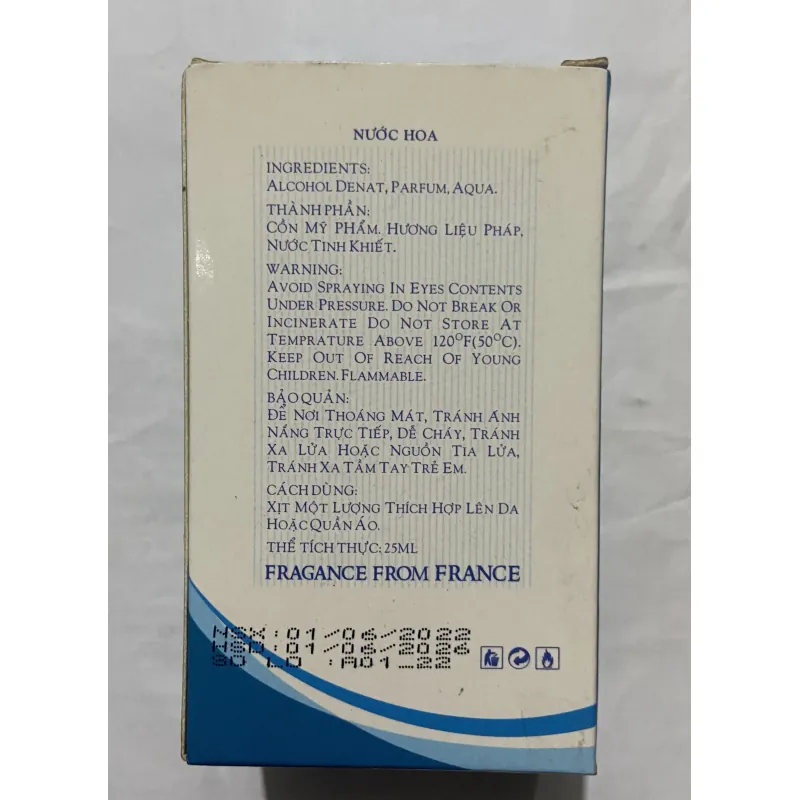 NƯỚC HOA
INGREDIENTS:
ALCOHOL DENAT, PARFUM, AQUA.
THÀNH PHẦN:
CỒN MỸ PHẨM. HƯƠNG LIỆU PHÁP,
NƯỚC TINH KHIẾT.
WARNING:
AVOID SPRAYING IN EYES CONTENTS
UNDER PRESSURE. DO NOT BREAK OR
INCINERATE DO NOT STORE AT
TEMPRATURE ABOVE 120°F(50°C).
KEEP OUT OF REACH OF YOUNG
CHILDREN. FLAMMABLE.
BẢO QUẢN:
ĐỂ NƠI THOÁNG MÁT, TRÁNH ÁNH
NẮNG TRỰC TIẾP, DỄ CHÁY, TRÁNH
XA LỬA HOẶC NGUỒN TIA LỬA,
TRÁNH XA TẦM TAY TRẺ EM.
CÁCH DÙNG:
XỊT MỘT LƯỢNG THÍCH HỢP LÊN DA
HOẶC QUẦN ÁO.
THỂ TÍCH THỰC: 25ML
FRAGANCE FROM FRANCE
NSX:01/06/2022
HSD:01/06/2026
SO LO :A01_22